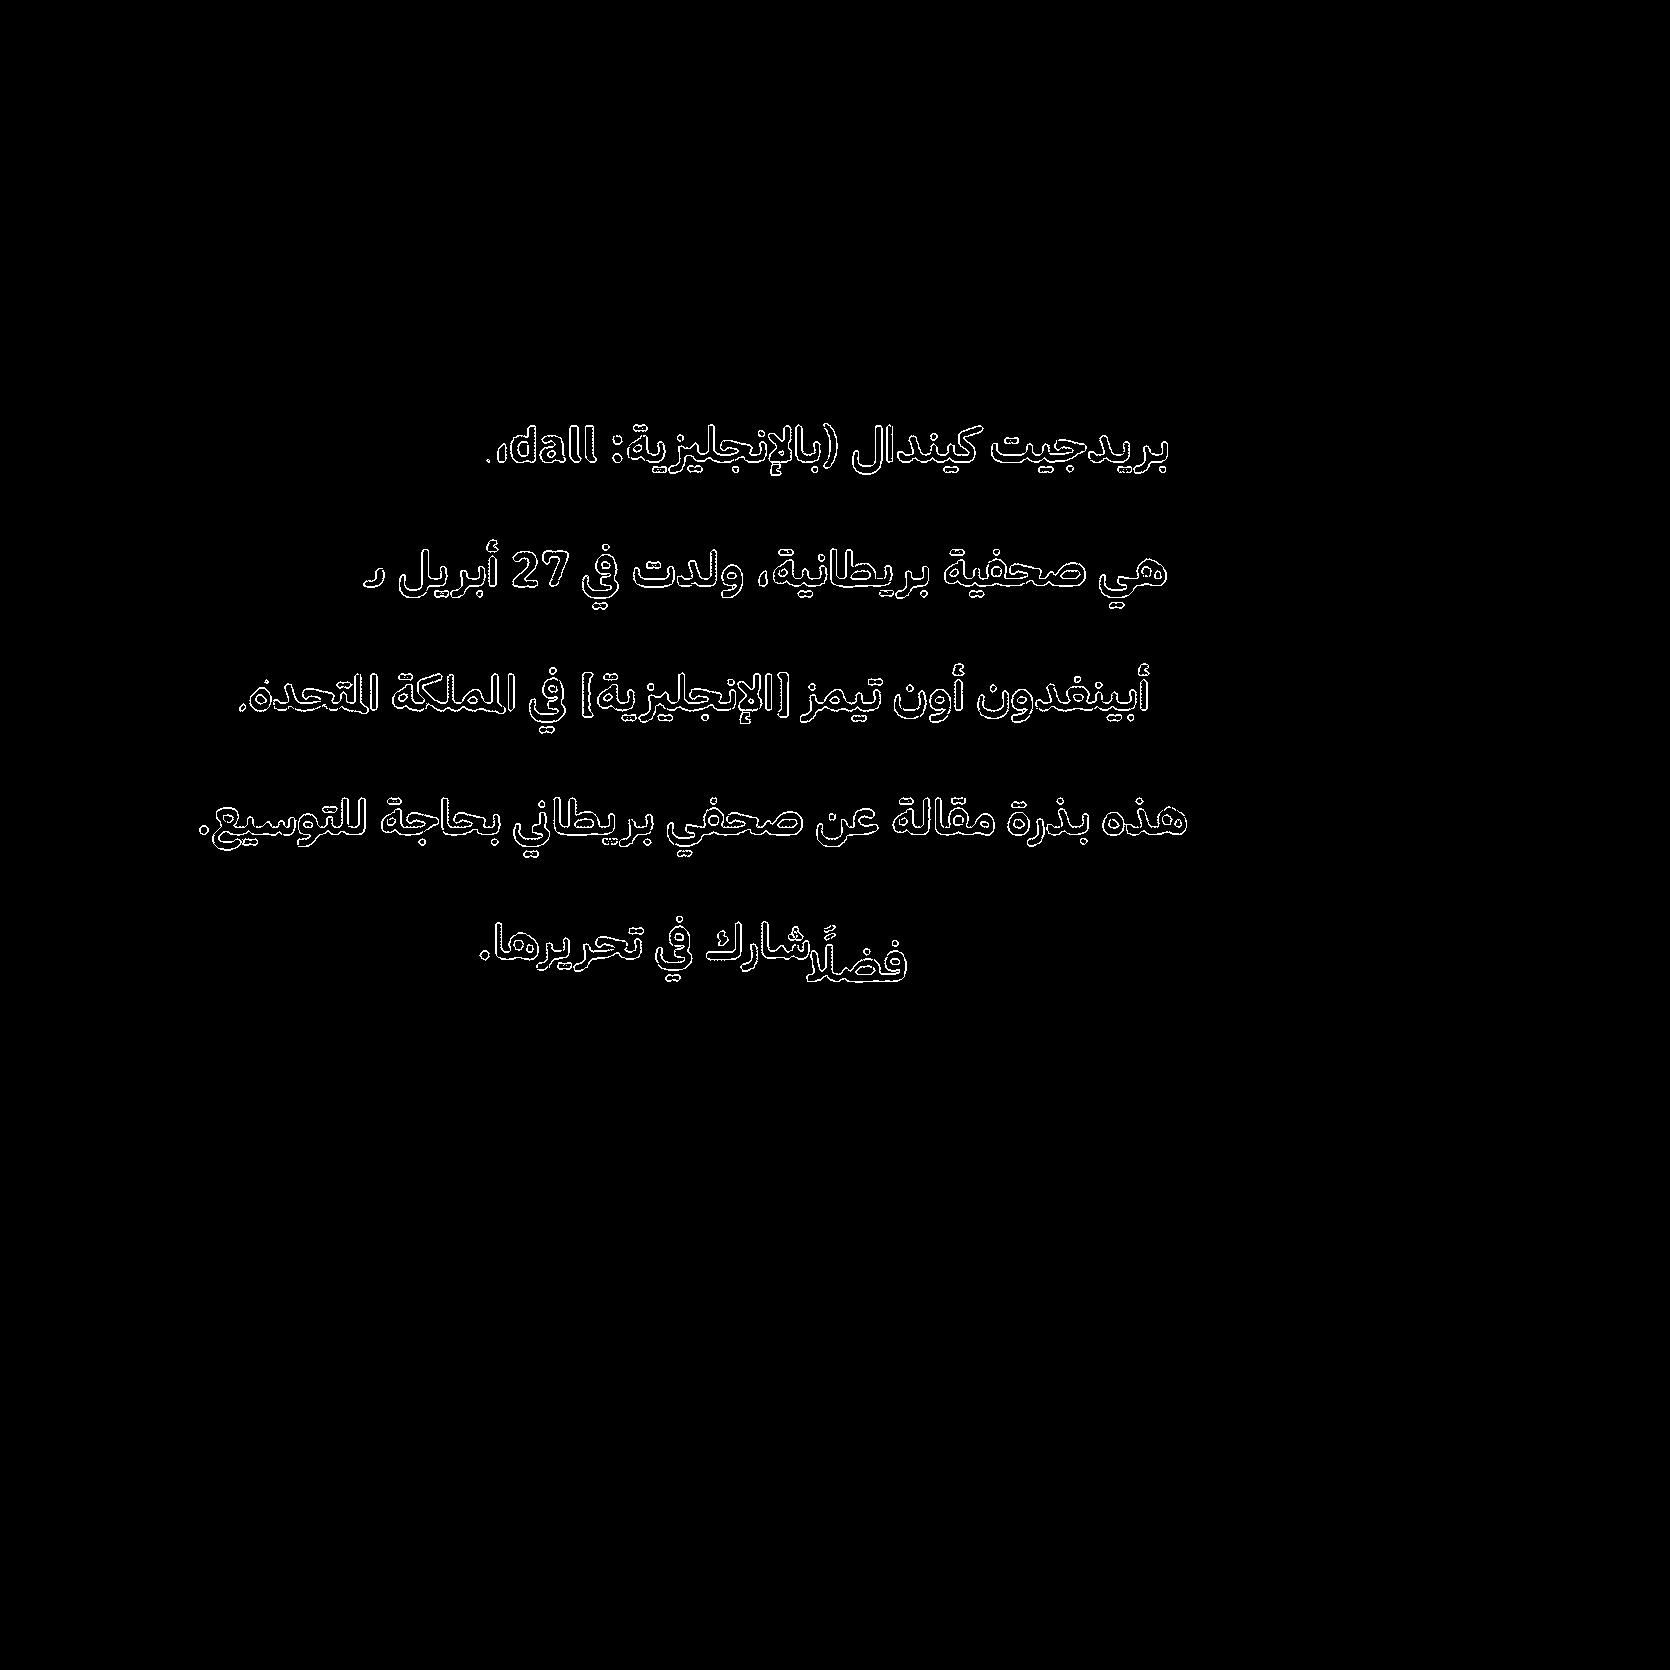 بريدجيت كيندال (بالإنجليزية: dall،
هي صحفية بريطانية، ولدت في 27 أبريل
أبينغدون أون تيمز [الإنجليزية] في المملكة المتحدة.
هذه بذرة مقالة عن صحفي بريطاني بحاجة للتوسيع.
فضلًا شارك في تحريرها.